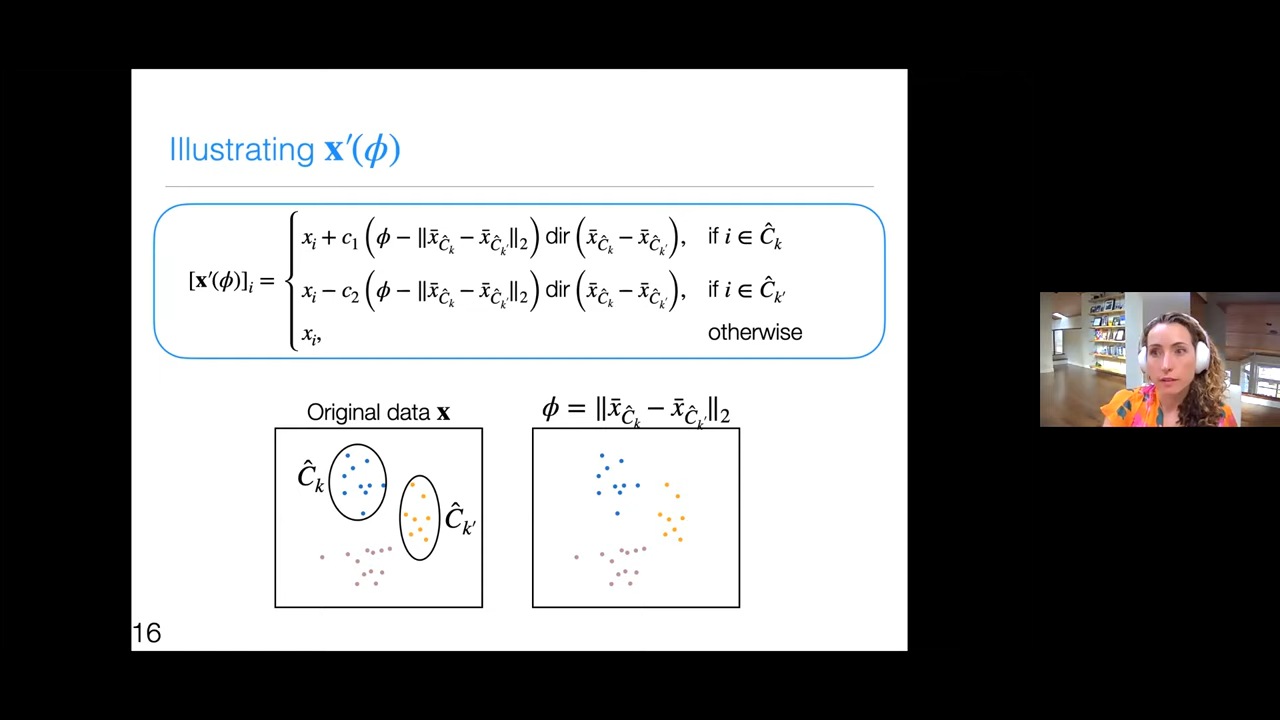 Illustrating x′(ϕ)
[x′(ϕ)]ᵢ = { xᵢ + c₁ (ϕ − ‖x̄_Ĉₖ − x̄_Ĉₖ′‖₂) dir (x̄_Ĉₖ − x̄_Ĉₖ′), if i ∈ Ĉₖ
xᵢ − c₂ (ϕ − ‖x̄_Ĉₖ − x̄_Ĉₖ′‖₂) dir (x̄_Ĉₖ − x̄_Ĉₖ′), if i ∈ Ĉₖ′
xᵢ, otherwise
Original data x
ϕ = ‖x̄_Ĉₖ − x̄_Ĉₖ′‖₂
Ĉₖ
Ĉₖ′
16